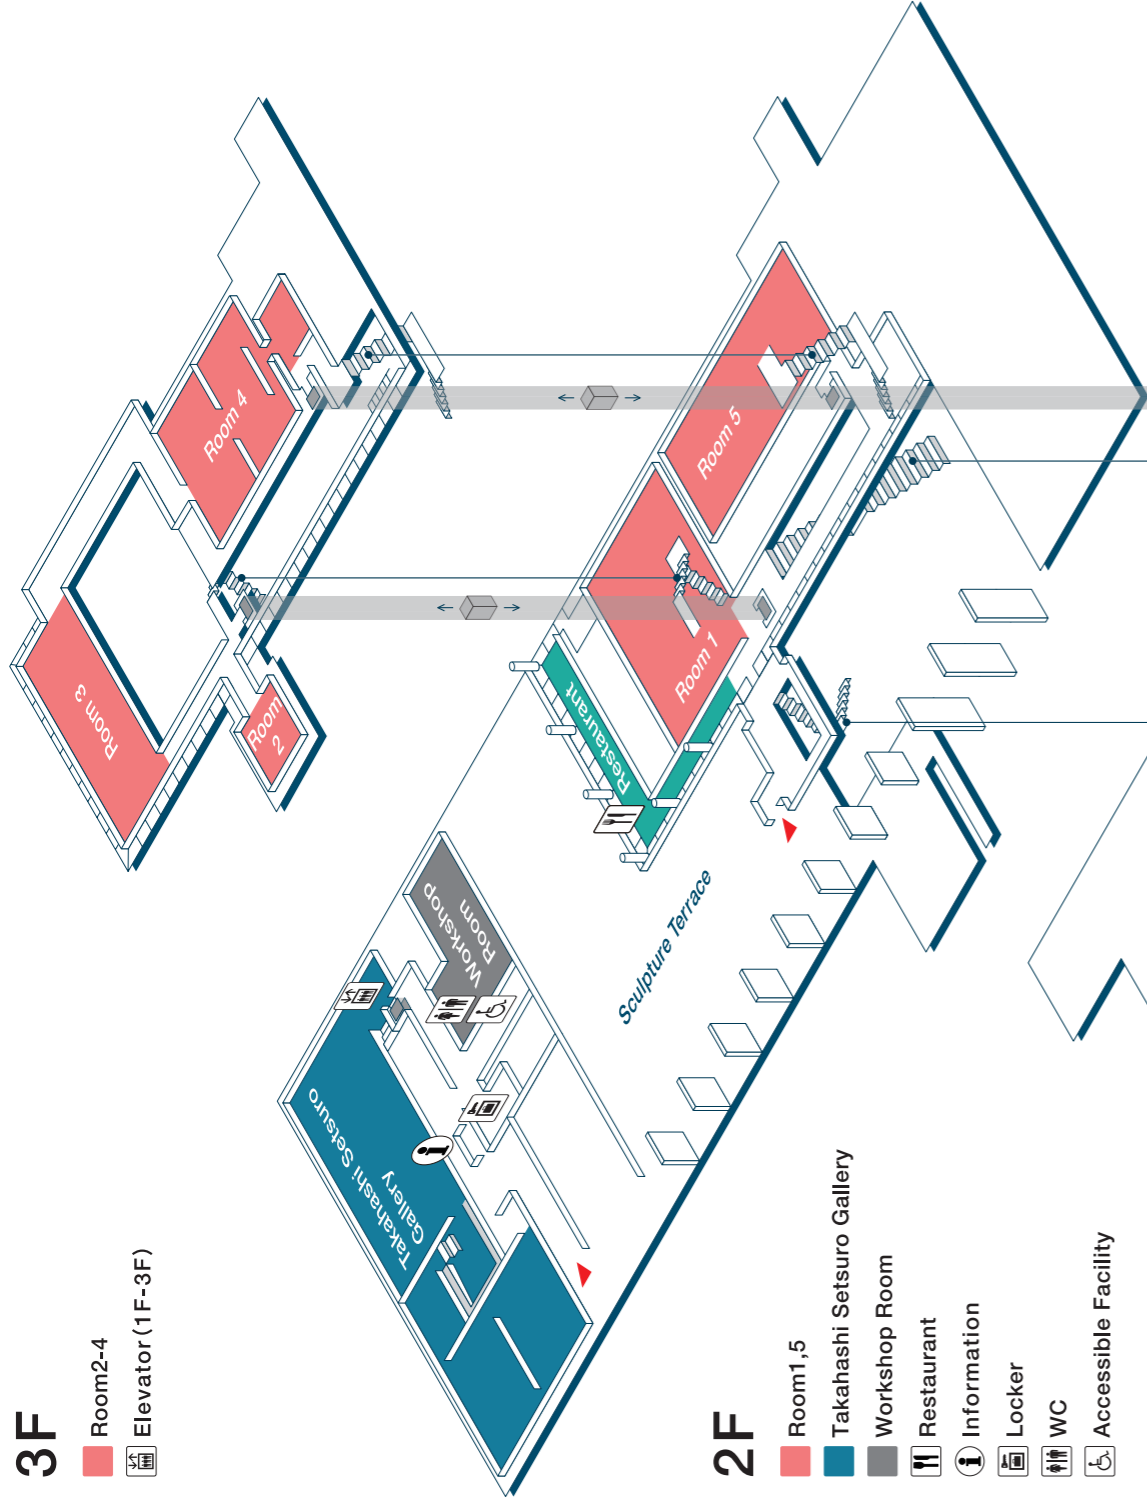 3F
Room2-4
Elevator(1F-3F)
Room 3
Room
2
Room 4
2F
Room1,5
Takahashi Setsuro Gallery
Workshop Room
Restaurant
Information
Locker
WC
Accessible Facility
Takahashi Setsuro
Gallery
Workshop
Room
Sculpture Terrace
Restaurant
Room 1
Room 5